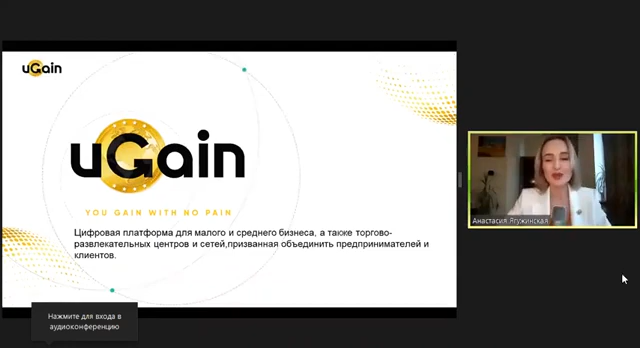 uGain
uGain
YOU GAIN WITH NO PAIN
Цифровая платформа для малого и среднего бизнеса, а также торгово-
развлекательных центров и сетей,призванная объединить предпринимателей и
клиентов.
Анастасия Ягужинская
Нажмите для входа в
аудиоконференцию